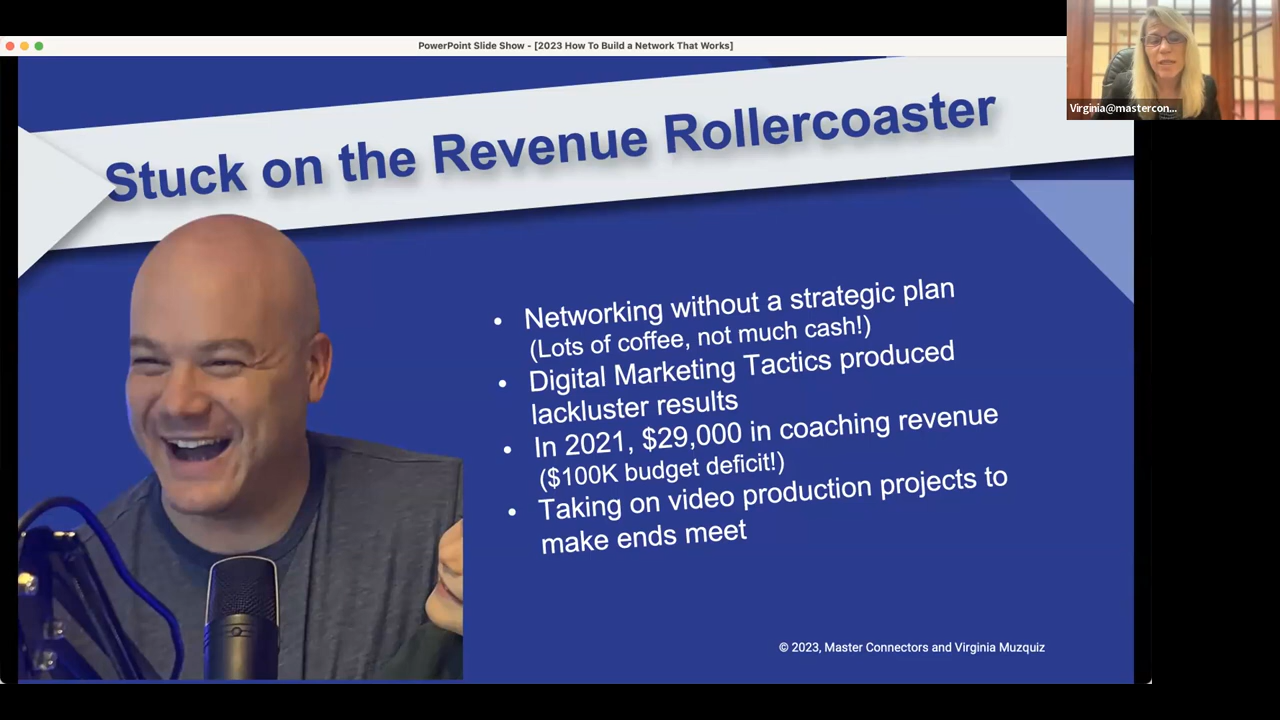 PowerPoint Slide Show - [2023 How To Build a Network That Works]
Virginia@mastercon...
Stuck on the Revenue Rollercoaster
• Networking without a strategic plan
(Lots of coffee, not much cash!)
• Digital Marketing Tactics produced
lackluster results
• In 2021, $29,000 in coaching revenue
($100K budget deficit!)
• Taking on video production projects to
make ends meet
© 2023, Master Connectors and Virginia Muzquiz